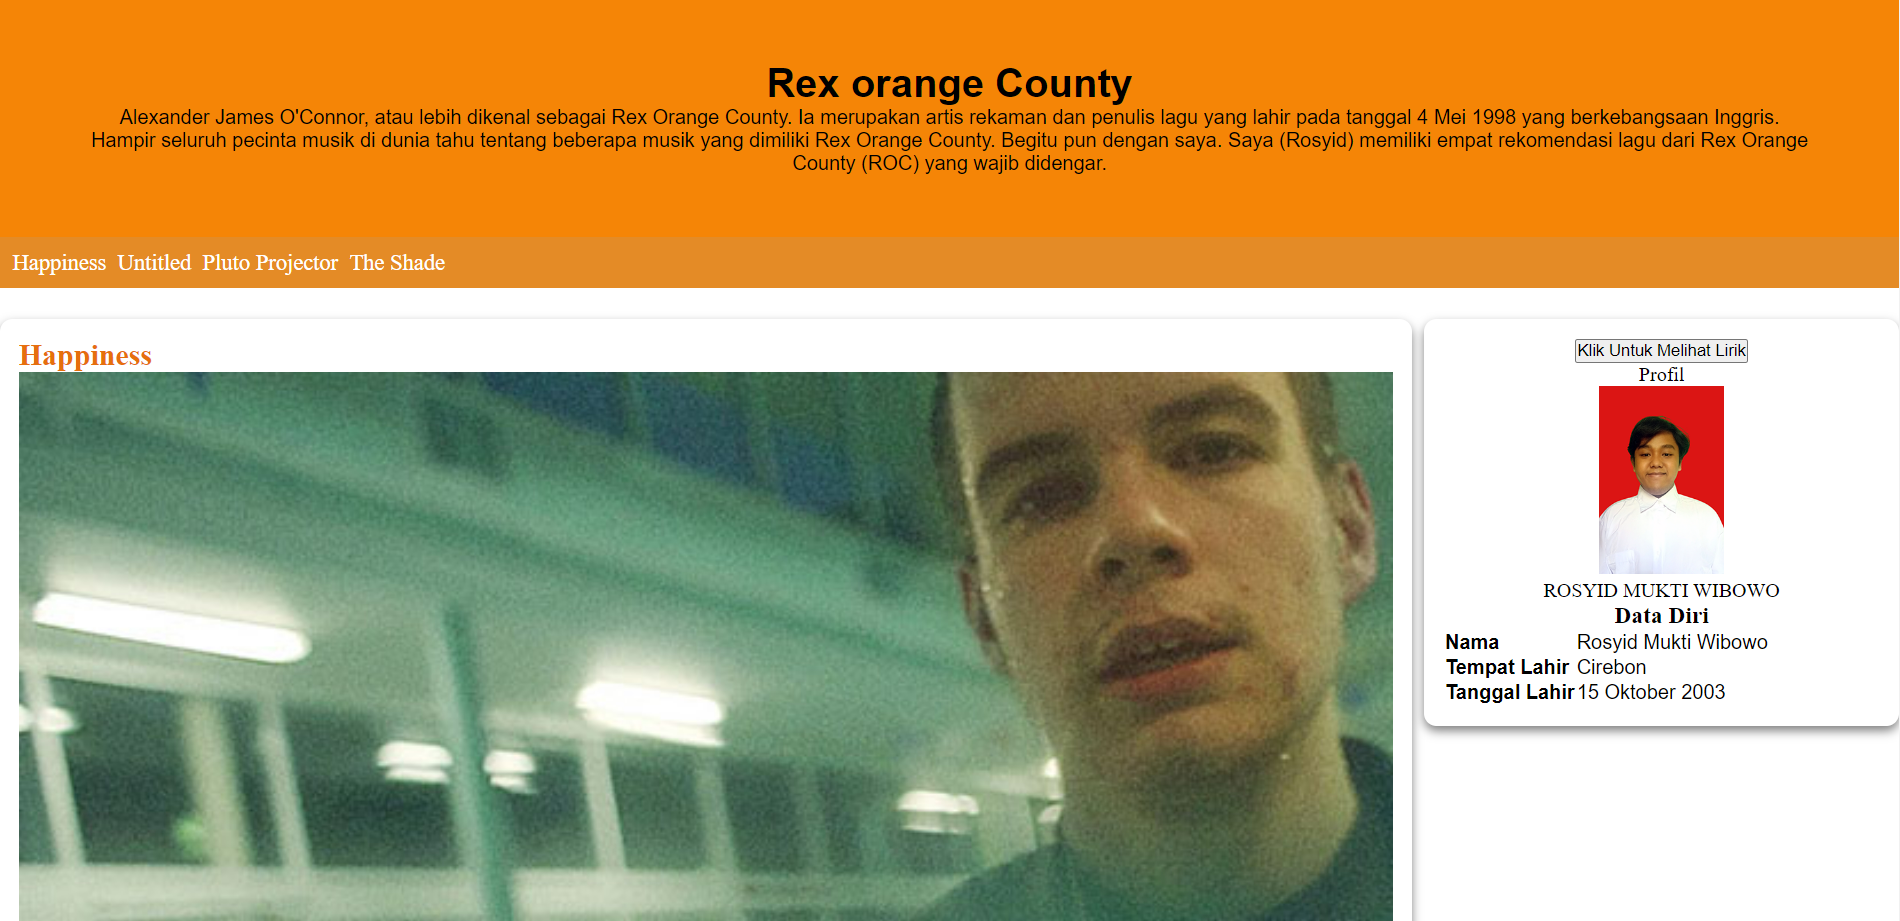 Rex orange County
Alexander James O'Connor, atau lebih dikenal sebagai Rex Orange County. Ia merupakan artis rekaman dan penulis lagu yang lahir pada tanggal 4 Mei 1998 yang berkebangsaan Inggris.
Hampir seluruh pecinta musik di dunia tahu tentang beberapa musik yang dimiliki Rex Orange County. Begitu pun dengan saya. Saya (Rosyid) memiliki empat rekomendasi lagu dari Rex Orange
County (ROC) yang wajib didengar.
Happiness Untitled Pluto Projector The Shade
Happiness
Klik Untuk Melihat Lirik
Profil
ROSYID MUKTI WIBOWO
Data Diri
Nama Rosyid Mukti Wibowo
Tempat Lahir Cirebon
Tanggal Lahir 15 Oktober 2003